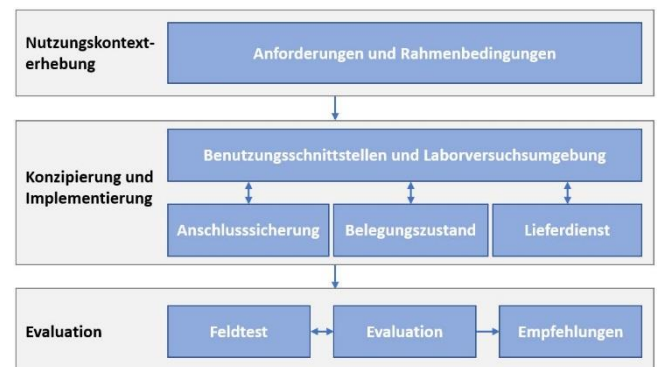 Nutzungskontext-
erhebung
Anforderungen und Rahmenbedingungen
Konzipierung und
Implementierung
Benutzungsschnittstellen und Laborversuchsumgebung
Anschlusssicherung
Belegungszustand
Lieferdienst
Evaluation
Feldtest
Evaluation
Empfehlungen